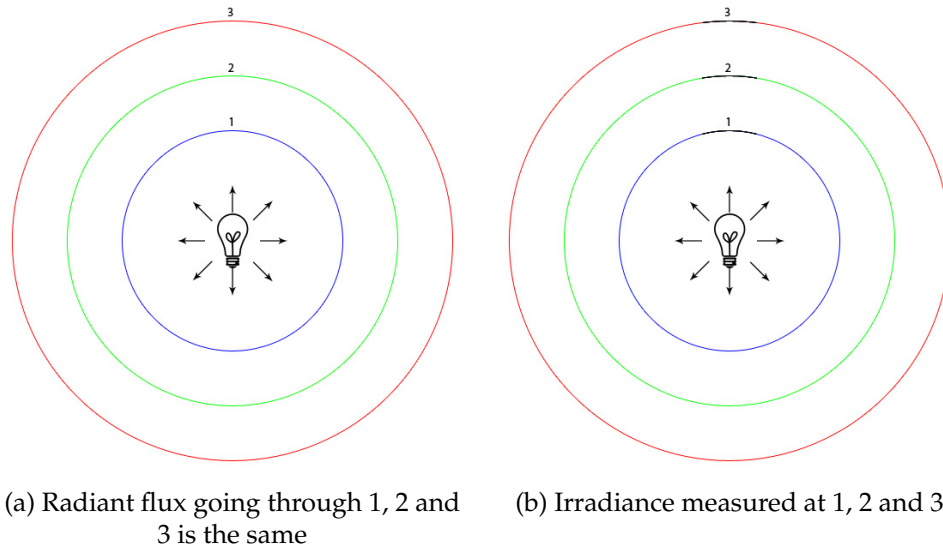 3
2
1
3
2
1
(a) Radiant flux going through 1, 2 and
3 is the same
(b) Irradiance measured at 1, 2 and 3